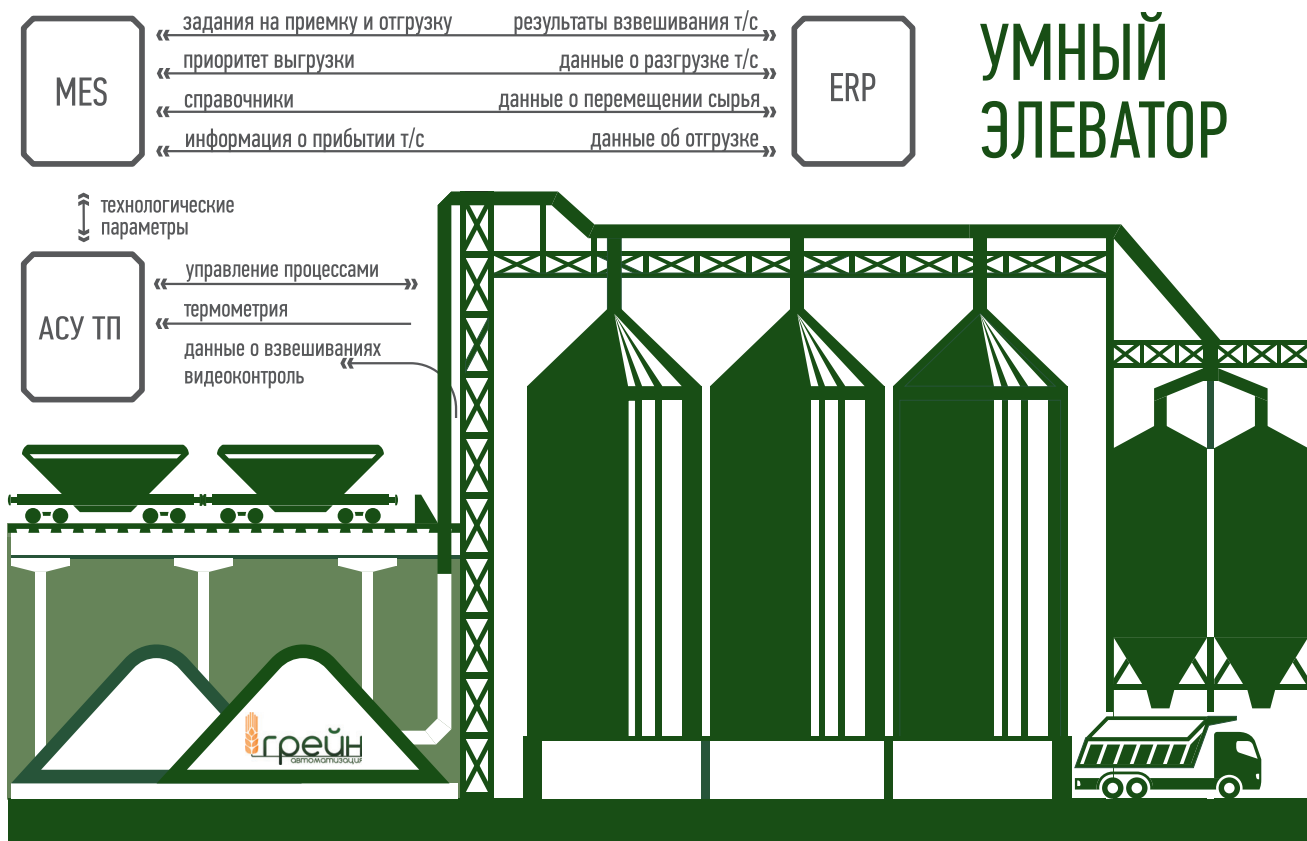 УМНЫЙ
ЭЛЕВАТОР
MES
задания на приемку и отгрузку
результаты взвешивания т/с
приоритет выгрузки
данные о разгрузке т/с
справочники
данные о перемещении сырья
информация о прибытии т/с
данные об отгрузке
ERP
технологические
параметры
АСУ ТП
управление процессами
термометрия
данные о взвешиваниях
видеоконтроль
грейн
автоматизация